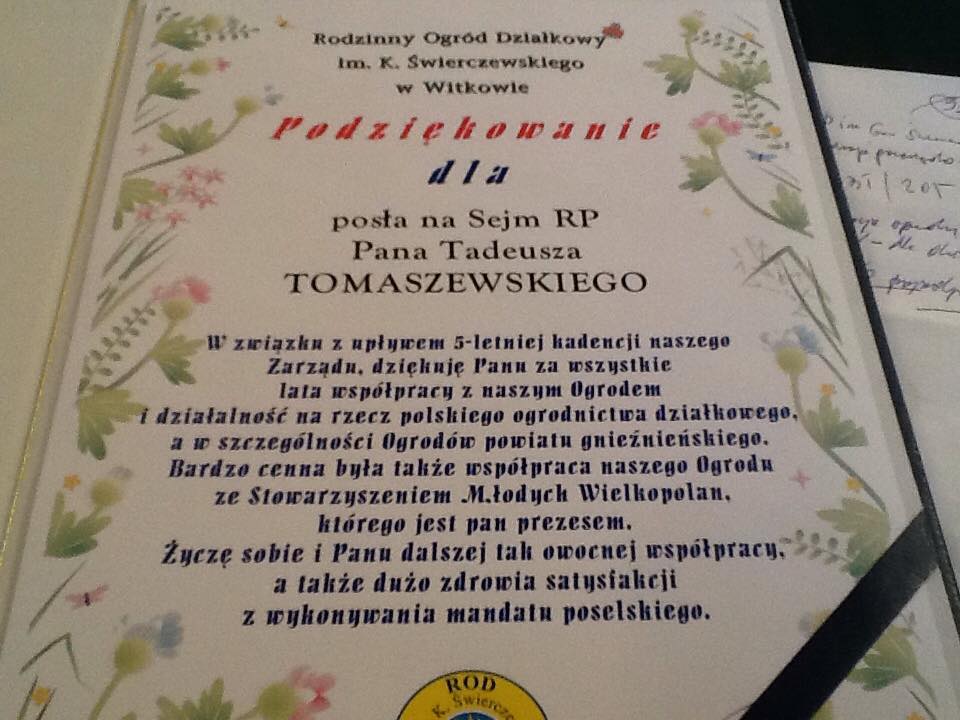 Rodzinny Ogród Działkowy
im. K. Świerczewskiego
w Witkowie
Podziękowanie
dla
posła na Sejm RP
Pana Tadeusza
TOMASZEWSKIEGO
W związku z upływem 5-letniej kadencji naszego
Zarządu, dziękuję Panu za wszystkie
lata współpracy z naszym Ogrodem
i działalność na rzecz polskiego ogrodnictwa działkowego,
a w szczególności Ogrodów powiatu gnieźnieńskiego.
Bardzo cenna była także współpraca naszego Ogrodu
ze Stowarzyszeniem M.łodych Wielkopolan,
którego jest pan prezesem.
Życzę sobie i Panu dalszej tak owocnej współpracy,
a także dużo zdrowia satysfakcji
z wykonywania mandatu poselskiego.
ROD
K. Świercze